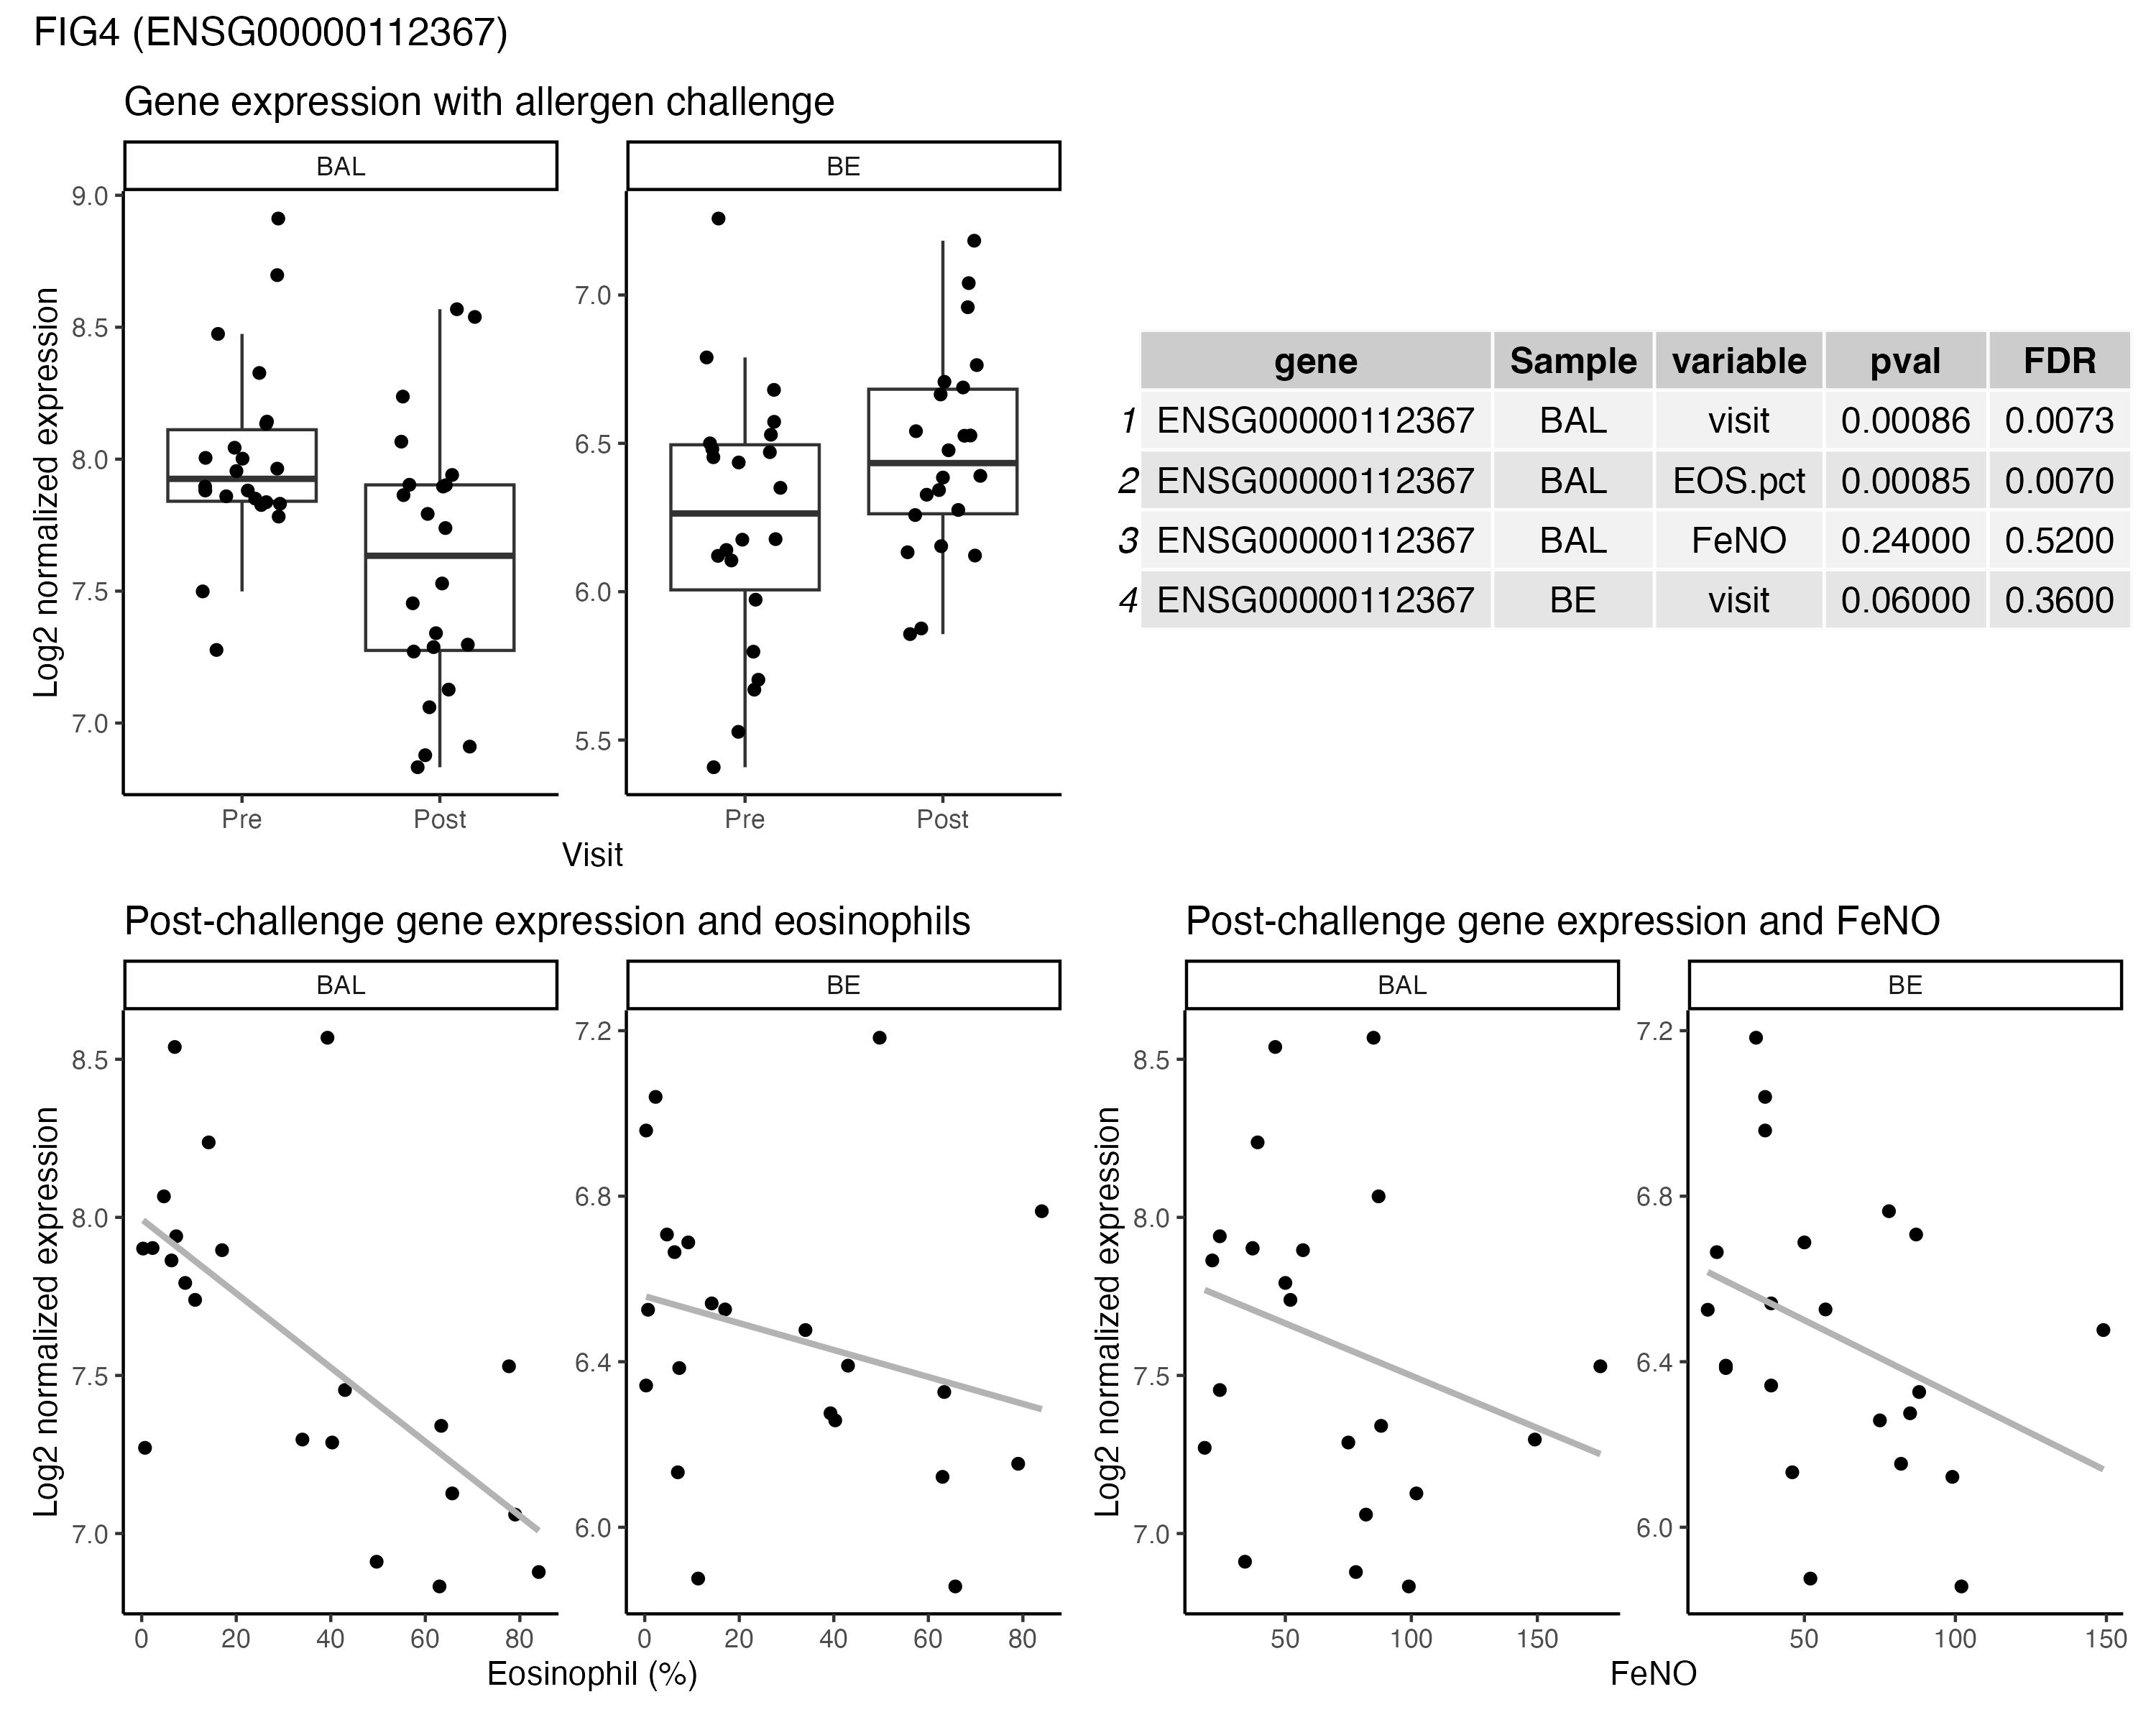 FIG4 (ENSG00000112367)
Gene expression with allergen challenge
BAL BE
Log2 normalized expression
9.0
8.5
8.0
7.5
7.0
7.0
6.5
6.0
5.5
Pre Post Pre Post
Visit
gene Sample variable pval FDR
1 ENSG00000112367 BAL visit 0.00086 0.0073
2 ENSG00000112367 BAL EOS.pct 0.00085 0.0070
3 ENSG00000112367 BAL FeNO 0.24000 0.5200
4 ENSG00000112367 BE visit 0.06000 0.3600
Post-challenge gene expression and eosinophils
BAL BE
Log2 normalized expression
8.5
8.0
7.5
7.0
7.2
6.8
6.4
6.0
0 20 40 60 80 0 20 40 60 80
Eosinophil (%)
Post-challenge gene expression and FeNO
BAL BE
Log2 normalized expression
8.5
8.0
7.5
7.0
7.2
6.8
6.4
6.0
50 100 150 50 100 150
FeNO